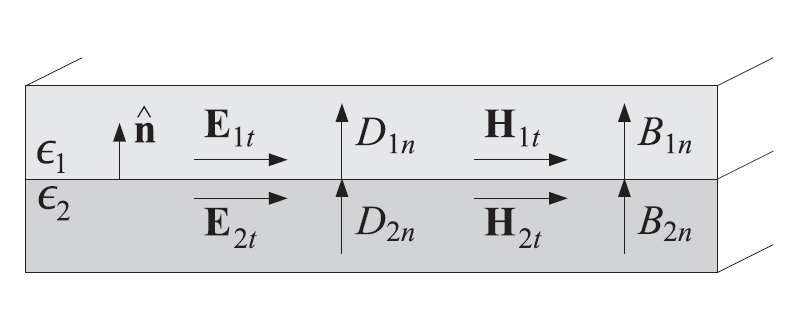 ϵ₁ n̂ E₁ₜ D₁ₙ H₁ₜ B₁ₙ
ϵ₂ E₂ₜ D₂ₙ H₂ₜ B₂ₙ